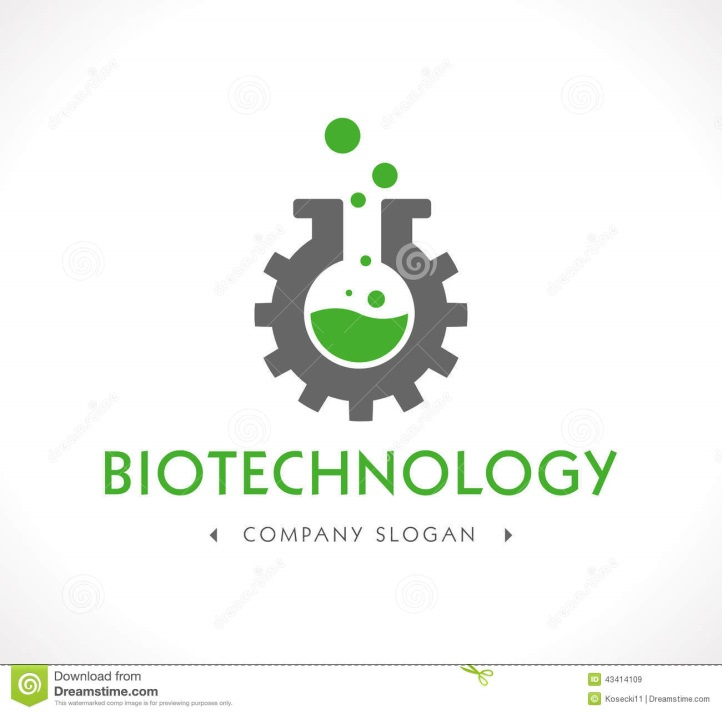 BIOTECHNOLOGY
COMPANY SLOGAN
Download from
Dreamstime.com
This watermarked comp image is for previewing purposes only.
ID 43414109
© Kosecki11 | Dreamstime.com